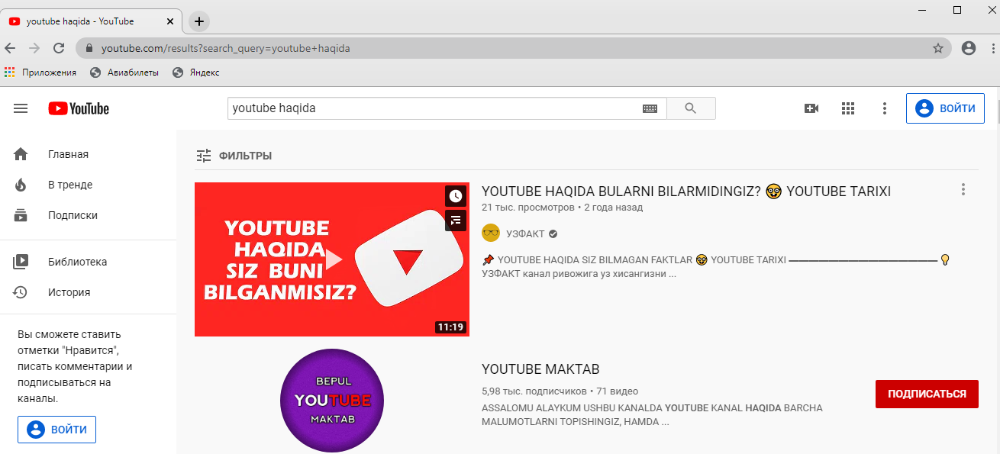 youtube haqida - YouTube
youtube.com/results?search_query=youtube+haqida
Приложения Авиабилеты Яндекс
YouTube
youtube haqida
ВОЙТИ
Главная
В тренде
Подписки
Библиотека
История
Вы сможете ставить
отметки "Нравится",
писать комментарии и
подписываться на
каналы.
ВОЙТИ
ФИЛЬТРЫ
YOUTUBE
HAQIDA
SIZ BUNI
BILGANMISIZ?
11:19
YOUTUBE HAQIDA BULARNI BILARMIDINGIZ? 🤓 YOUTUBE TARIXI
21 тыс. просмотров • 2 года назад
УЗФАКТ
📌 YOUTUBE HAQIDA SIZ BILMAGAN FAKTLAR 🤓 YOUTUBE TARIXI ——————————————— 💡
УЗФАКТ канал ривожига уз хисангизни ...
BEPUL
YOUTUBE
MAKTAB
YOUTUBE MAKTAB
5,98 тыс. подписчиков • 71 видео
ASSALOMU ALAYKUM USHBU KANALDA YOUTUBE KANAL HAQIDA BARCHA
MALUMOTLARNI TOPISHINGIZ, HAMDA ...
ПОДПИСАТЬСЯ